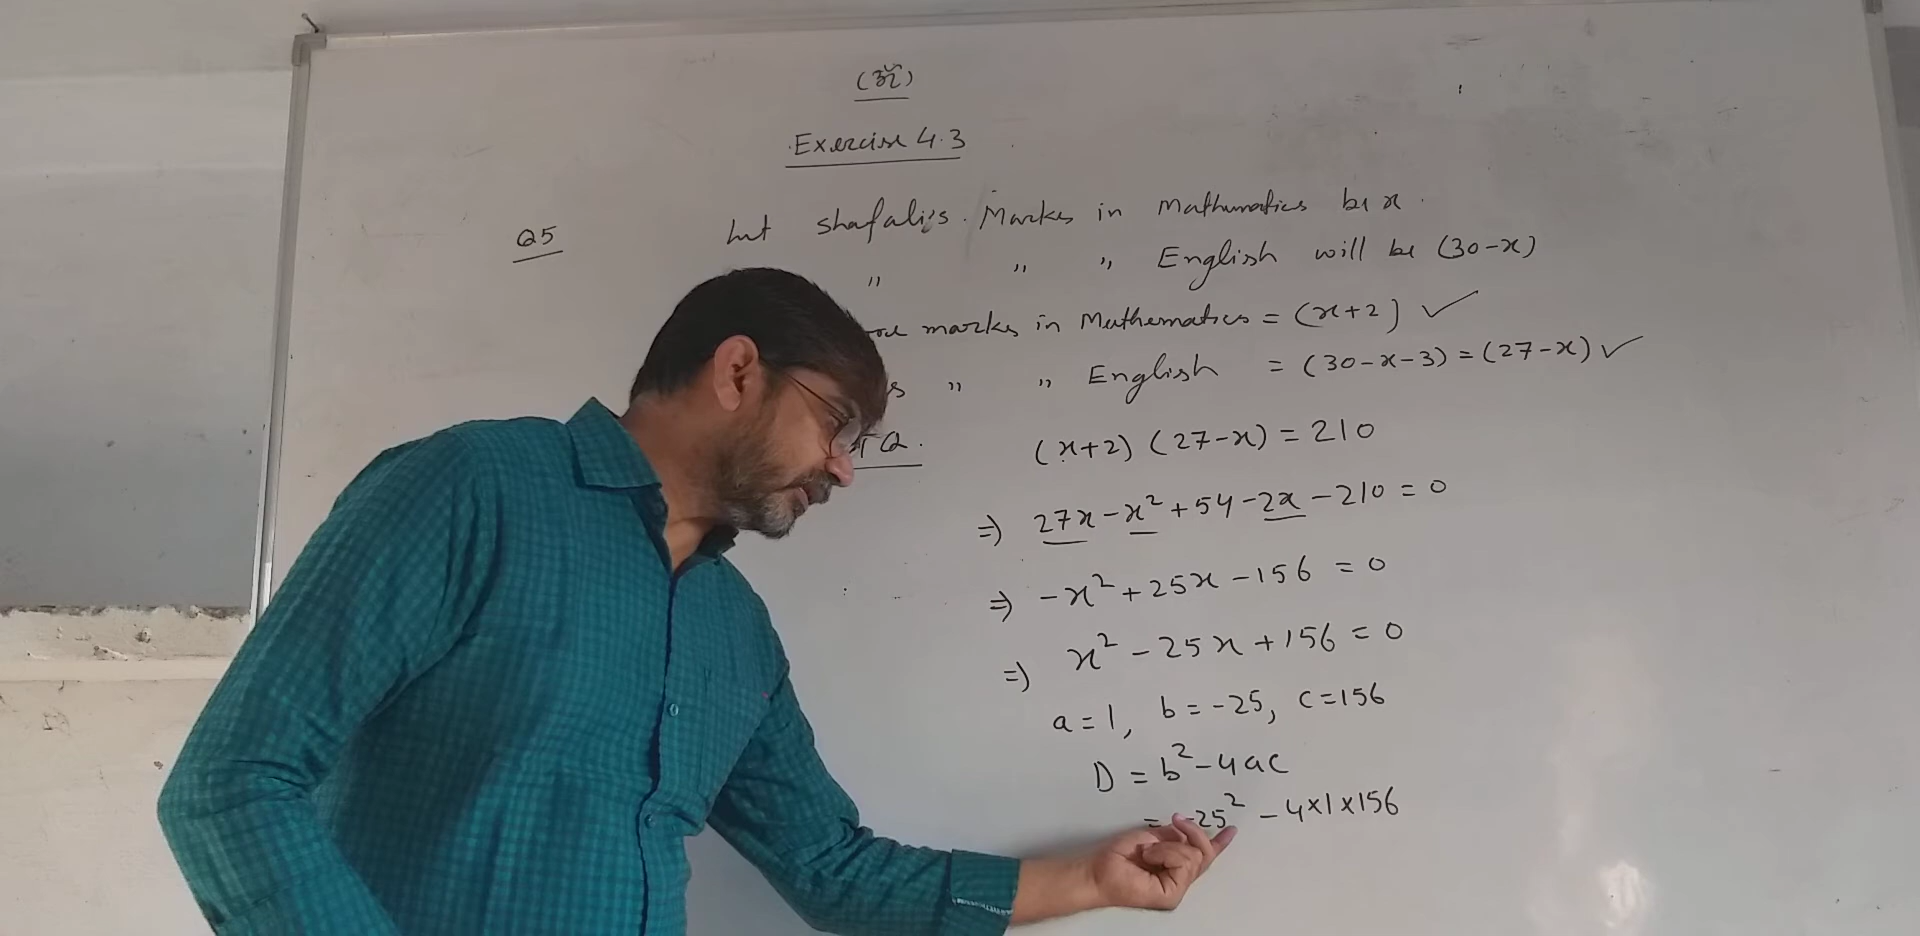 (ॐ)
Exercise 4.3
Q5 Let shafali's Marks in Mathematics be x.
" " " English will be (30-x)
marks in Mathematics = (x+2) ✓
" " English = (30-x-3) = (27-x) ✓
TQ.
(x+2) (27-x) = 210
⇒ 27x - x² + 54 - 2x - 210 = 0
⇒ -x² + 25x - 156 = 0
⇒ x² - 25x + 156 = 0
a = 1, b = -25, c = 156
D = b² - 4ac
= -25² - 4×1×156